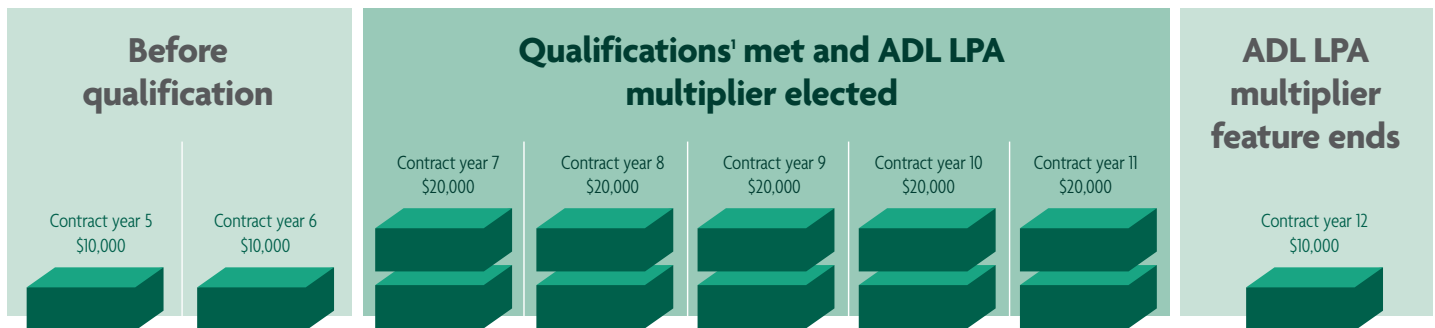 Before
qualification
Contract year 5
$10,000
Contract year 6
$10,000
Qualifications¹ met and ADL LPA
multiplier elected
Contract year 7
$20,000
Contract year 8
$20,000
Contract year 9
$20,000
Contract year 10
$20,000
Contract year 11
$20,000
ADL LPA
multiplier
feature ends
Contract year 12
$10,000